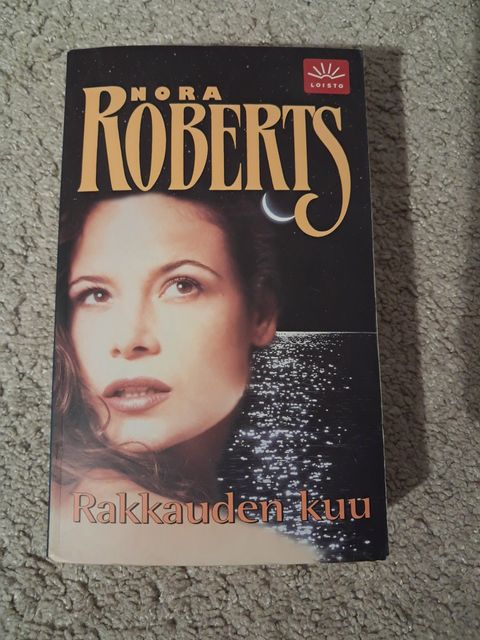 NORA
ROBERTS
LOISTO
Rakkauden kuu